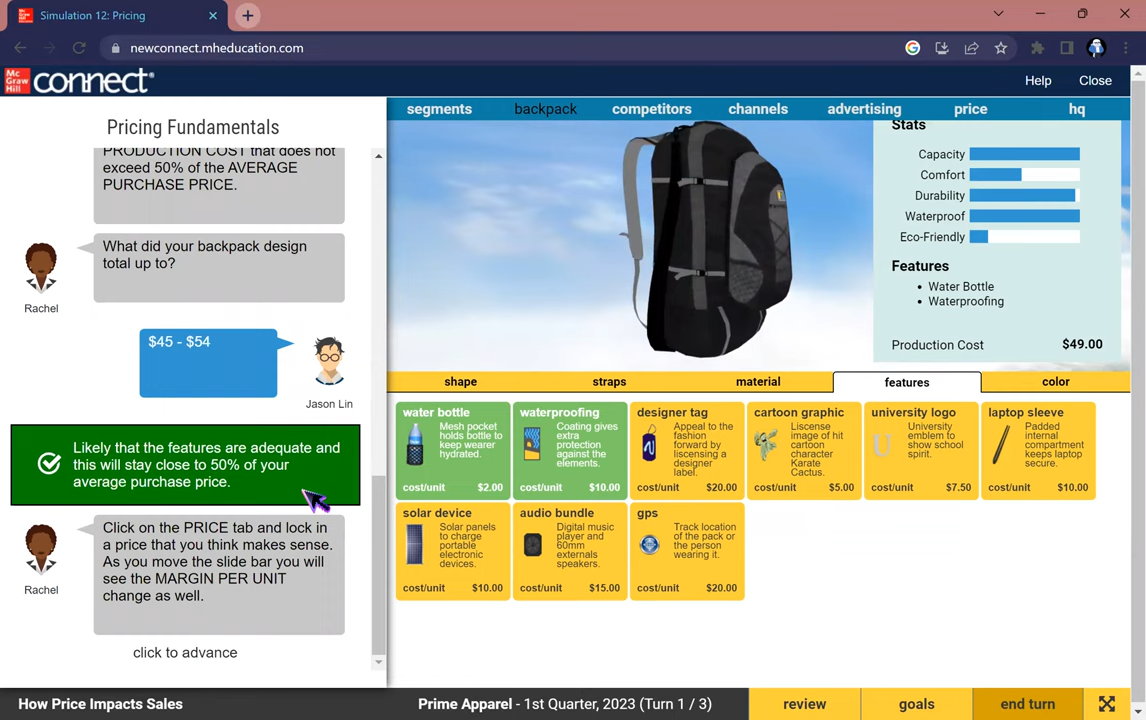 Simulation 12: Pricing
newconnect.mheducation.com
Mc
Graw
Hill
connect®
Help
Close
Pricing Fundamentals
PRODUCTION COST that does not
exceed 50% of the AVERAGE
PURCHASE PRICE.
What did your backpack design
total up to?
Rachel
$45 - $54
Jason Lin
Likely that the features are adequate and
this will stay close to 50% of your
average purchase price.
Click on the PRICE tab and lock in
a price that you think makes sense.
As you move the slide bar you will
see the MARGIN PER UNIT
change as well.
Rachel
click to advance
segments
backpack
competitors
channels
advertising
price
hq
Stats
Capacity
Comfort
Durability
Waterproof
Eco-Friendly
Features
• Water Bottle
• Waterproofing
Production Cost $49.00
shape
straps
material
features
color
water bottle
Mesh pocket
holds bottle to
keep wearer
hydrated.
cost/unit $2.00
waterproofing
Coating gives
extra
protection
against the
elements.
cost/unit $10.00
designer tag
Appeal to the
fashion
forward by
liscensing a
designer
label.
cost/unit $20.00
cartoon graphic
Liscense
image of hit
cartoon
character
Karate
Cactus.
cost/unit $5.00
university logo
University
emblem to
show school
spirit.
cost/unit $7.50
laptop sleeve
Padded
internal
compartment
keeps laptop
secure.
cost/unit $10.00
solar device
Solar panels
to charge
portable
electronic
devices.
cost/unit $10.00
audio bundle
Digital music
player and
60mm
externals
speakers.
cost/unit $15.00
gps
Track location
of the pack or
the person
wearing it.
cost/unit $20.00
How Price Impacts Sales
Prime Apparel - 1st Quarter, 2023 (Turn 1 / 3)
review
goals
end turn